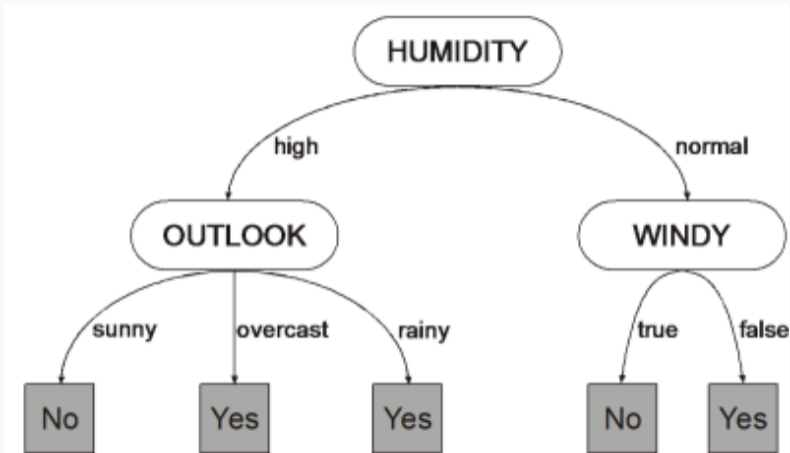 HUMIDITY
high
normal
OUTLOOK
WINDY
sunny
overcast
rainy
true
false
No
Yes
Yes
No
Yes